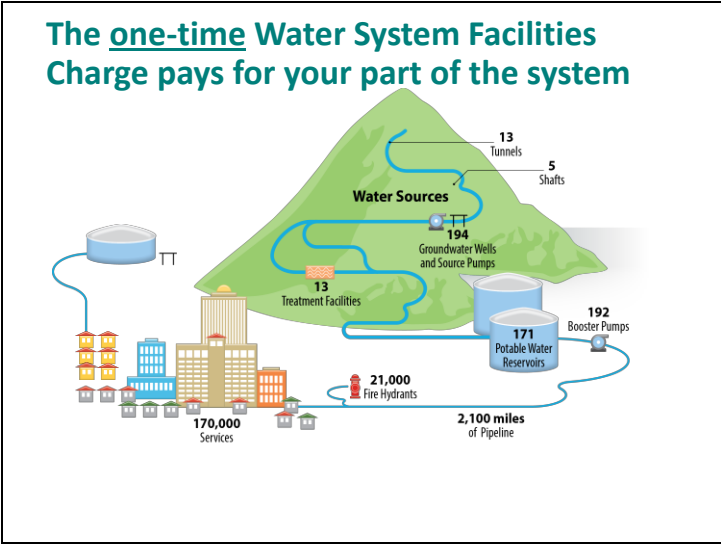 The one-time Water System Facilities
Charge pays for your part of the system
13
Tunnels
5
Shafts
Water Sources
194
Groundwater Wells
and Source Pumps
13
Treatment Facilities
192
Booster Pumps
171
Potable Water
Reservoirs
21,000
Fire Hydrants
170,000
Services
2,100 miles
of Pipeline